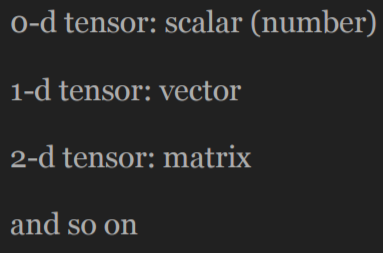 0-d tensor: scalar (number)
1-d tensor: vector
2-d tensor: matrix
and so on